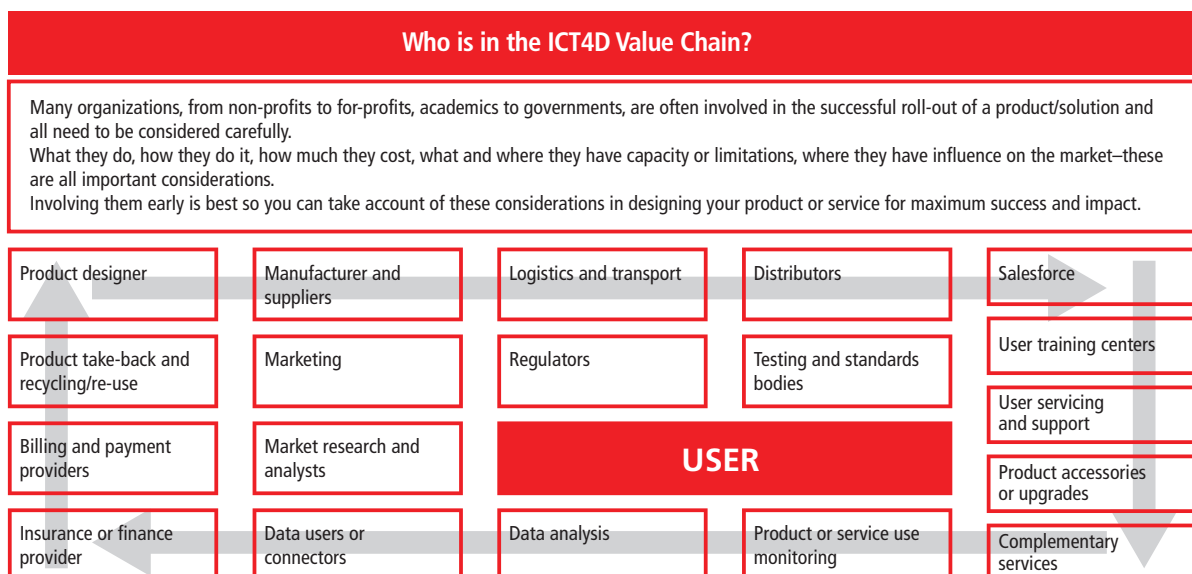 Who is in the ICT4D Value Chain?
Many organizations, from non-profits to for-profits, academics to governments, are often involved in the successful roll-out of a product/solution and
all need to be considered carefully.
What they do, how they do it, how much they cost, what and where they have capacity or limitations, where they have influence on the market–these
are all important considerations.
Involving them early is best so you can take account of these considerations in designing your product or service for maximum success and impact.
Product designer
Manufacturer and
suppliers
Logistics and transport
Distributors
Salesforce
Product take-back and
recycling/re-use
Marketing
Regulators
Testing and standards
bodies
User training centers
Billing and payment
providers
Market research and
analysts
USER
User servicing
and support
Product accessories
or upgrades
Insurance or finance
provider
Data users or
connectors
Data analysis
Product or service use
monitoring
Complementary
services